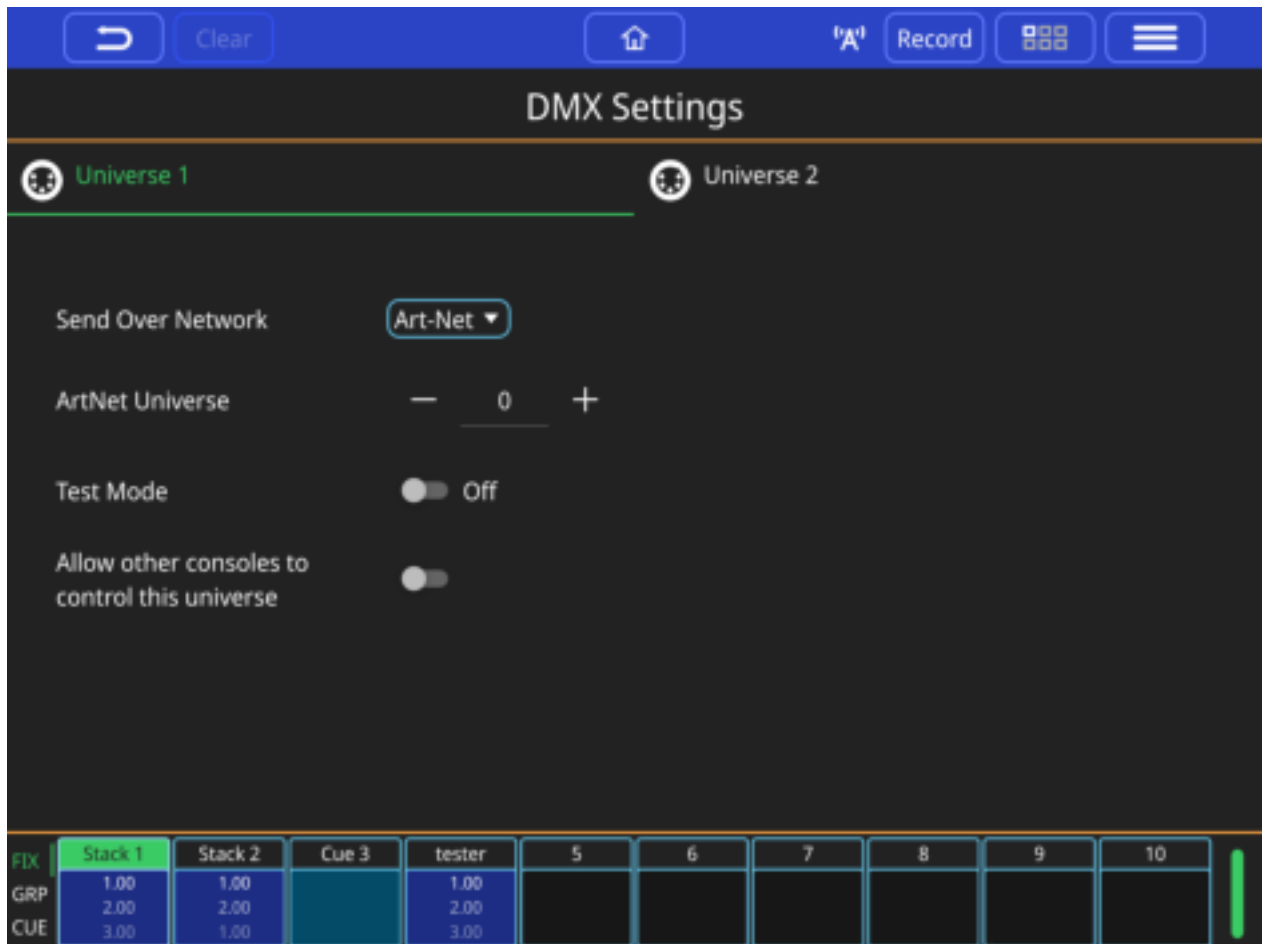 Clear
A
Record
DMX Settings
Universe 1
Universe 2
Send Over Network
Art-Net
ArtNet Universe
0
Test Mode
Off
Allow other consoles to
control this universe
FIX
Stack 1
Stack 2
Cue 3
tester
5
6
7
8
9
10
GRP
1.00
1.00
1.00
2.00
2.00
2.00
CUE
3.00
1.00
3.00